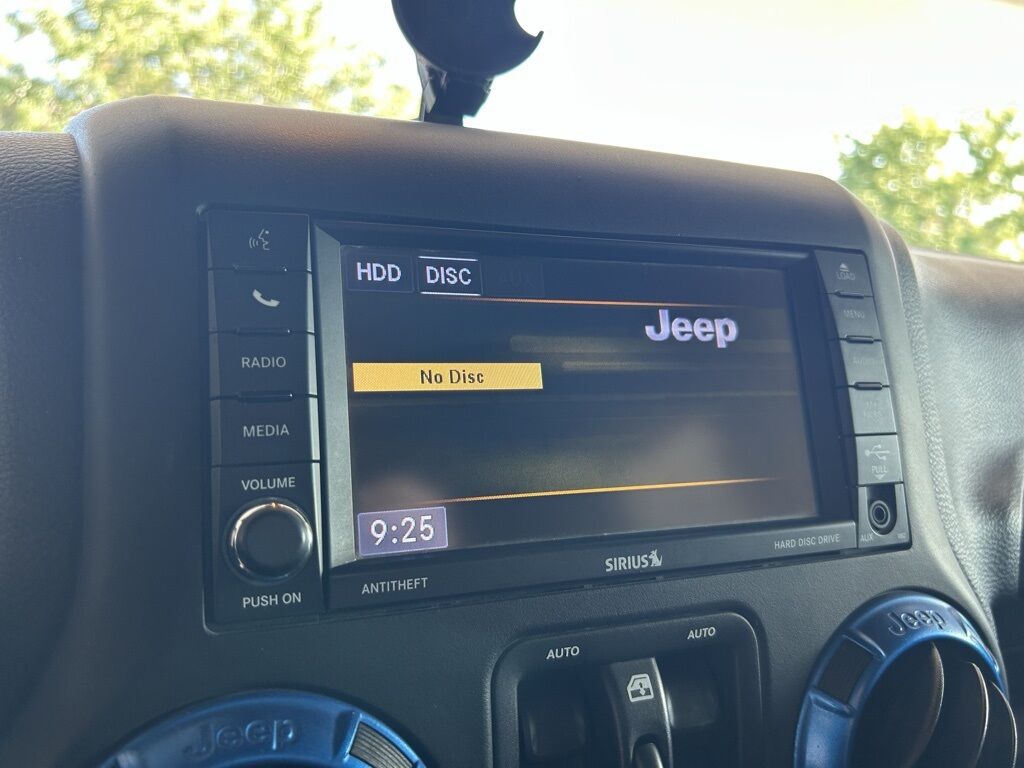 HDD DISC
Jeep
No Disc
9:25
RADIO
MEDIA
VOLUME
PUSH ON
ANTITHEFT
SIRIUS
HARD DISC DRIVE
LOAD
MENU
PULL
AUX
AUTO
AUTO
Jeep
Jeep